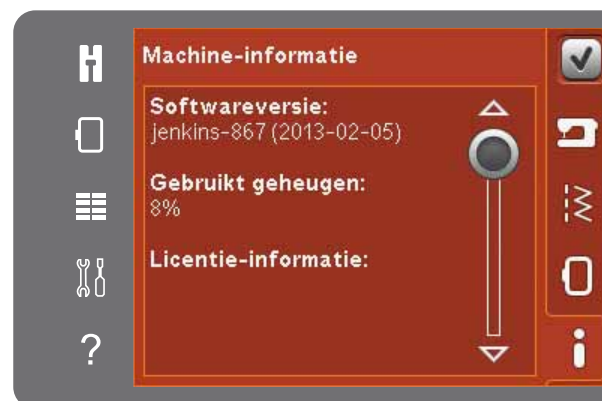 Machine-informatie
Softwareversie:
jenkins-867 (2013-02-05)
Gebruikt geheugen:
8%
Licentie-informatie:
?